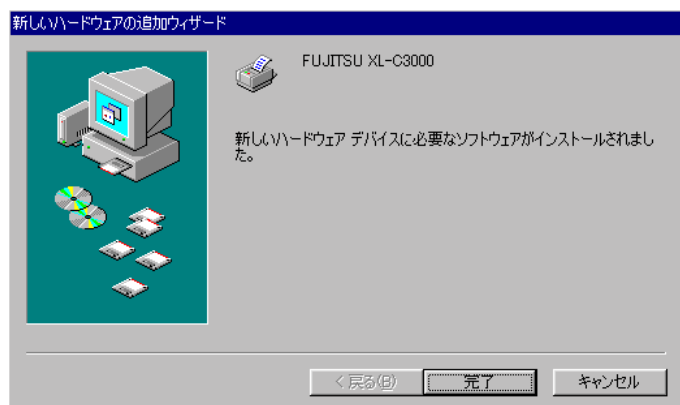 新しいハードウェアの追加ウィザード
FUJITSU XL-C3000
新しいハードウェア デバイスに必要なソフトウェアがインストールされまし
た。
< 戻る(B)
完了
キャンセル